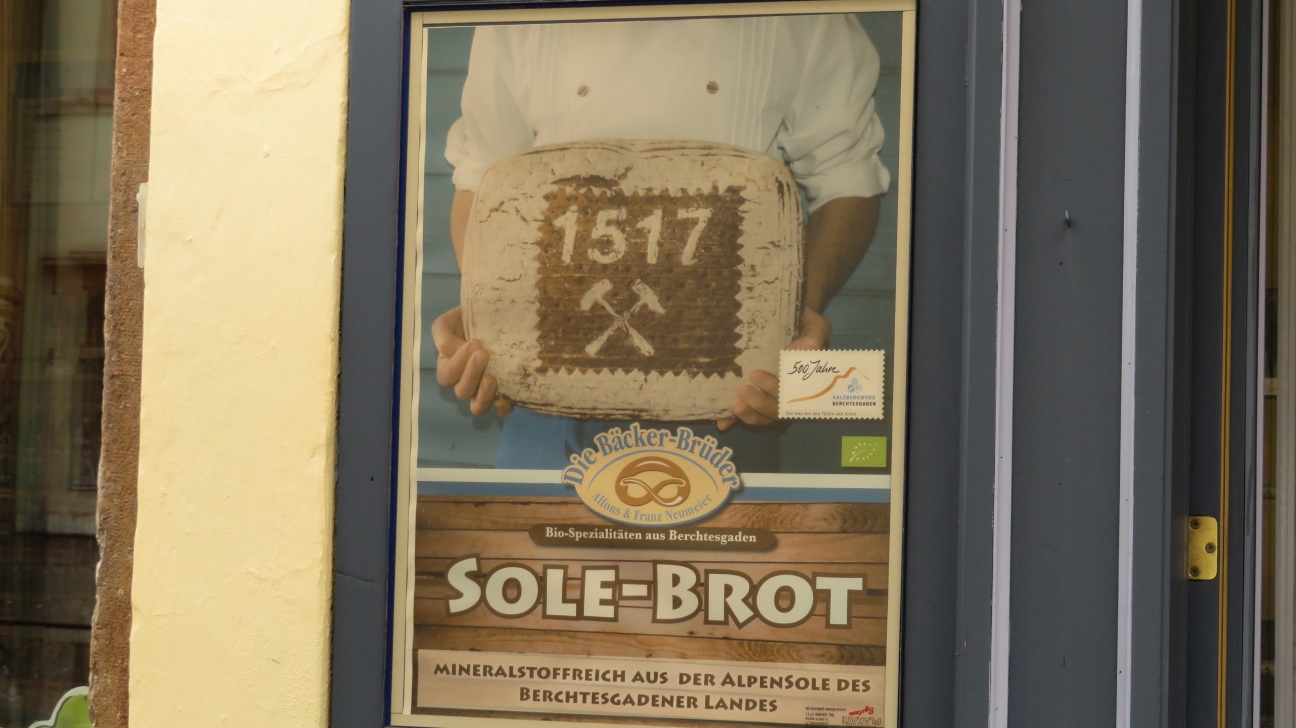 1517
500 Jahre
SALZBERGWERK
BERCHTESGADEN
Die Bäcker-Brüder
Alfons & Franz Neumeier
Bio-Spezialitäten aus Berchtesgaden
SOLE-BROT
MINERALSTOFFREICH AUS DER ALPENSOLE DES
BERCHTESGADENER LANDES